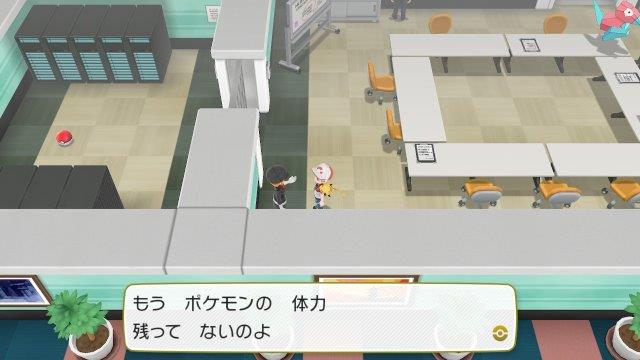 もう　ポケモンの　体力
残って　ないのよ